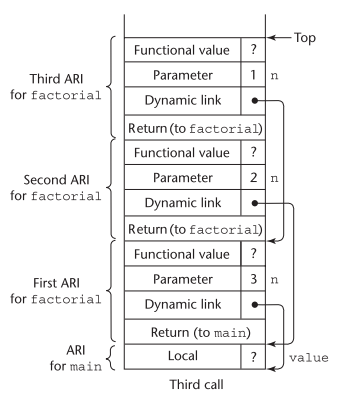 Top
Functional value ?
Third ARI
for factorial
Parameter 1 n
Dynamic link
Return (to factorial)
Functional value ?
Second ARI
for factorial
Parameter 2 n
Dynamic link
Return (to factorial)
Functional value ?
First ARI
for factorial
Parameter 3 n
Dynamic link
Return (to main)
ARI
for main
Local ? value
Third call